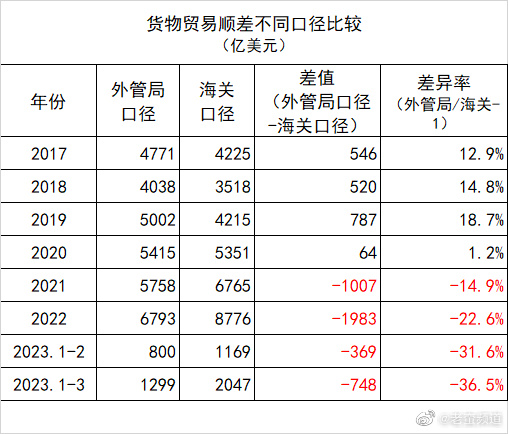 货物贸易顺差不同口径比较
（亿美元）
年份 外管局口径 海关口径 差值（外管局口径-海关口径） 差异率（外管局/海关-1）
2017 4771 4225 546 12.9%
2018 4038 3518 520 14.8%
2019 5002 4215 787 18.7%
2020 5415 5351 64 1.2%
2021 5758 6765 -1007 -14.9%
2022 6793 8776 -1983 -22.6%
2023.1-2 800 1169 -369 -31.6%
2023.1-3 1299 2047 -748 -36.5%